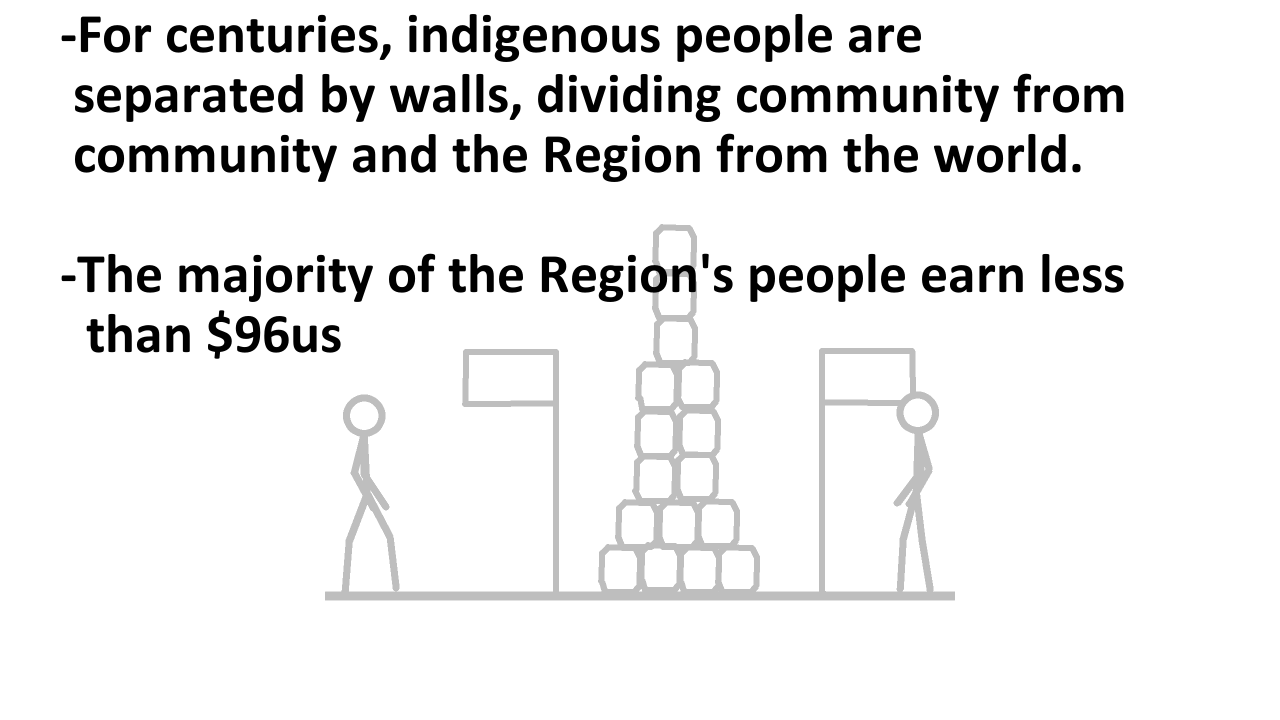 -For centuries, indigenous people are
separated by walls, dividing community from
community and the Region from the world.
-The majority of the Region's people earn less
than $96us